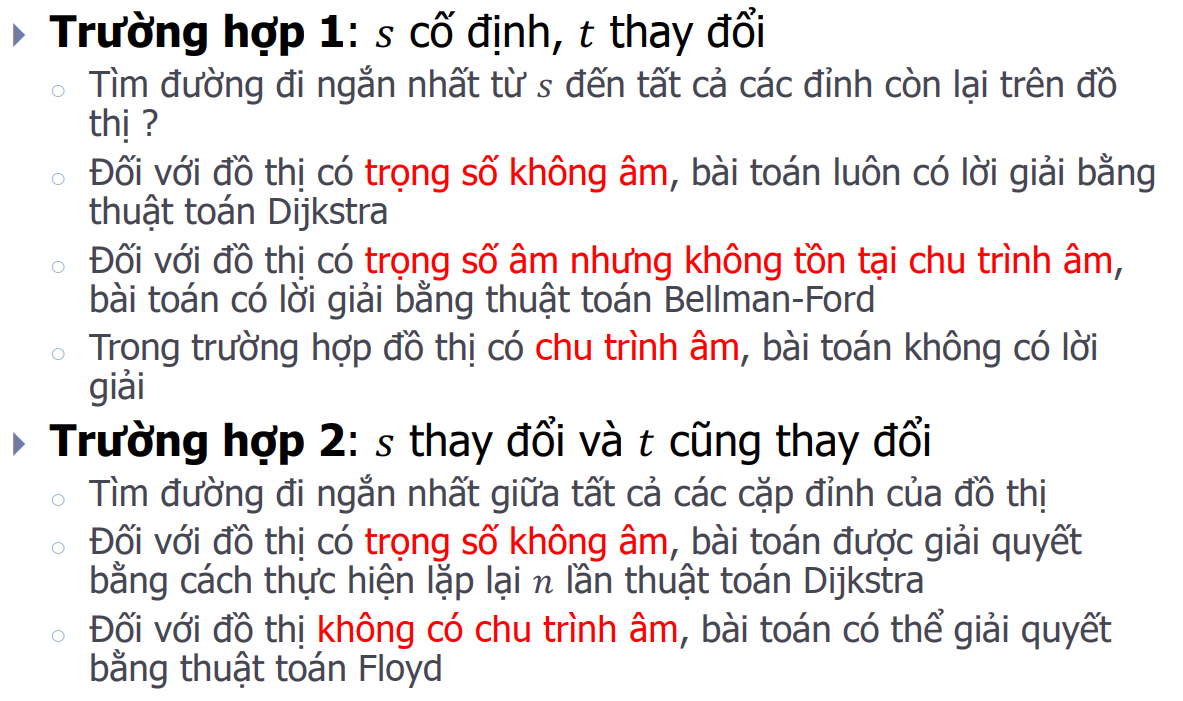 Trường hợp 1: s cố định, t thay đổi
Tìm đường đi ngắn nhất từ s đến tất cả các đỉnh còn lại trên đồ
thị ?
Đối với đồ thị có trọng số không âm, bài toán luôn có lời giải bằng
thuật toán Dijkstra
Đối với đồ thị có trọng số âm nhưng không tồn tại chu trình âm,
bài toán có lời giải bằng thuật toán Bellman-Ford
Trong trường hợp đồ thị có chu trình âm, bài toán không có lời
giải
Trường hợp 2: s thay đổi và t cũng thay đổi
Tìm đường đi ngắn nhất giữa tất cả các cặp đỉnh của đồ thị
Đối với đồ thị có trọng số không âm, bài toán được giải quyết
bằng cách thực hiện lặp lại n lần thuật toán Dijkstra
Đối với đồ thị không có chu trình âm, bài toán có thể giải quyết
bằng thuật toán Floyd